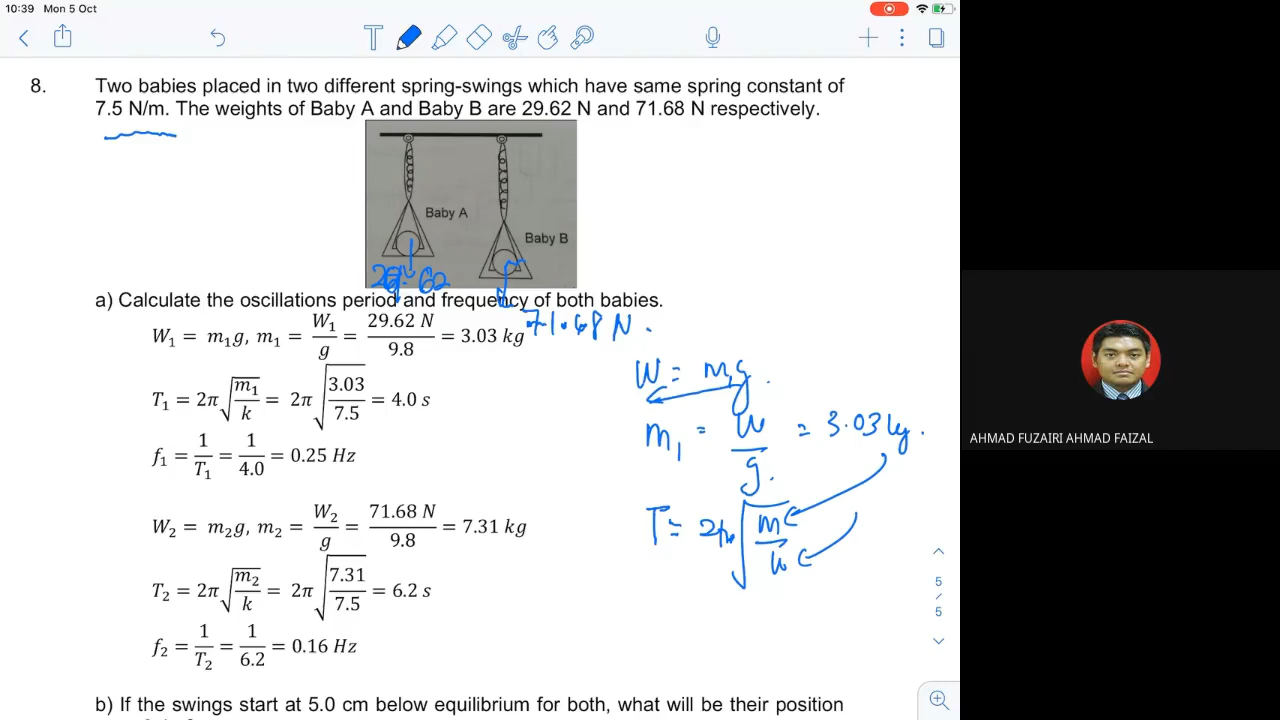 10:39 Mon 5 Oct
8. Two babies placed in two different spring-swings which have same spring constant of
7.5 N/m. The weights of Baby A and Baby B are 29.62 N and 71.68 N respectively.
Baby A
Baby B
62
a) Calculate the oscillations period and frequency of both babies.
71.68 N.
W₁ = m₁g, m₁ = W₁/g = 29.62 N/9.8 = 3.03 kg
W = m₁g.
T₁ = 2π√(m₁/k) = 2π√(3.03/7.5) = 4.0 s
m₁ = W/g. = 3.03 kg.
f₁ = 1/T₁ = 1/4.0 = 0.25 Hz
AHMAD FUZAIRI AHMAD FAIZAL
W₂ = m₂g, m₂ = W₂/g = 71.68 N/9.8 = 7.31 kg
T = 2π√(m/k)
T₂ = 2π√(m₂/k) = 2π√(7.31/7.5) = 6.2 s
5/5
f₂ = 1/T₂ = 1/6.2 = 0.16 Hz
b) If the swings start at 5.0 cm below equilibrium for both, what will be their position